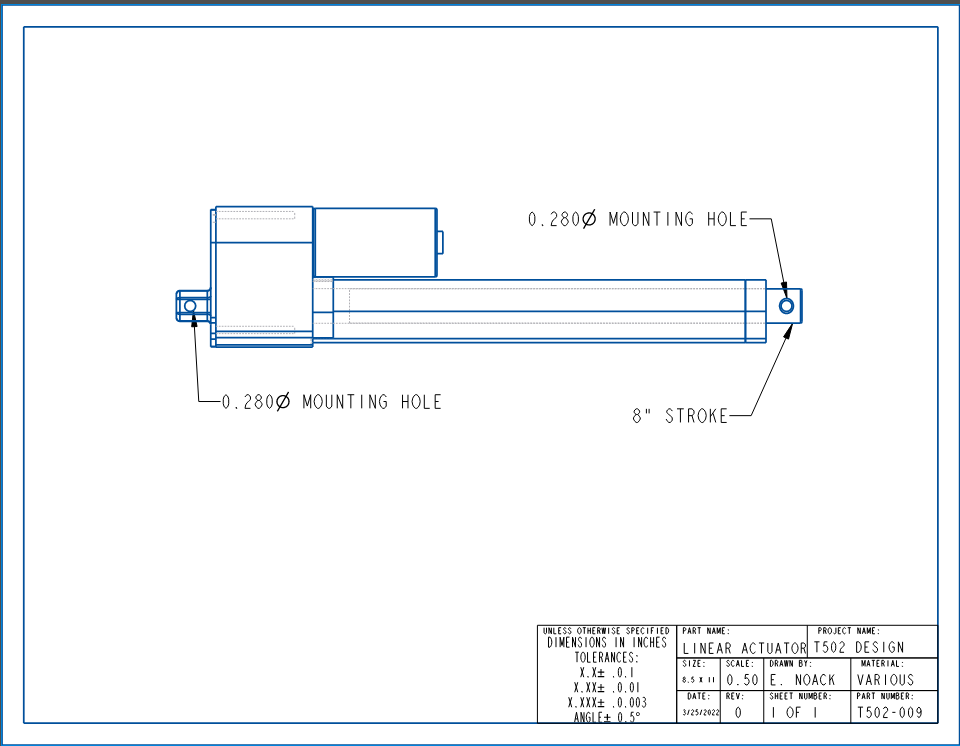 0.280Ø MOUNTING HOLE
0.280Ø MOUNTING HOLE
8" STROKE
UNLESS OTHERWISE SPECIFIED
DIMENSIONS IN INCHES
TOLERANCES:
X.X± .0.1
X.XX± .0.01
X.XXX± .0.003
ANGLE± 0.5°
PART NAME:
LINEAR ACTUATOR
PROJECT NAME:
T502 DESIGN
SIZE:
8.5 X 11
SCALE:
0.50
DRAWN BY:
E. NOACK
MATERIAL:
VARIOUS
DATE:
3/25/2022
REV:
0
SHEET NUMBER:
1 OF 1
PART NUMBER:
T502-009